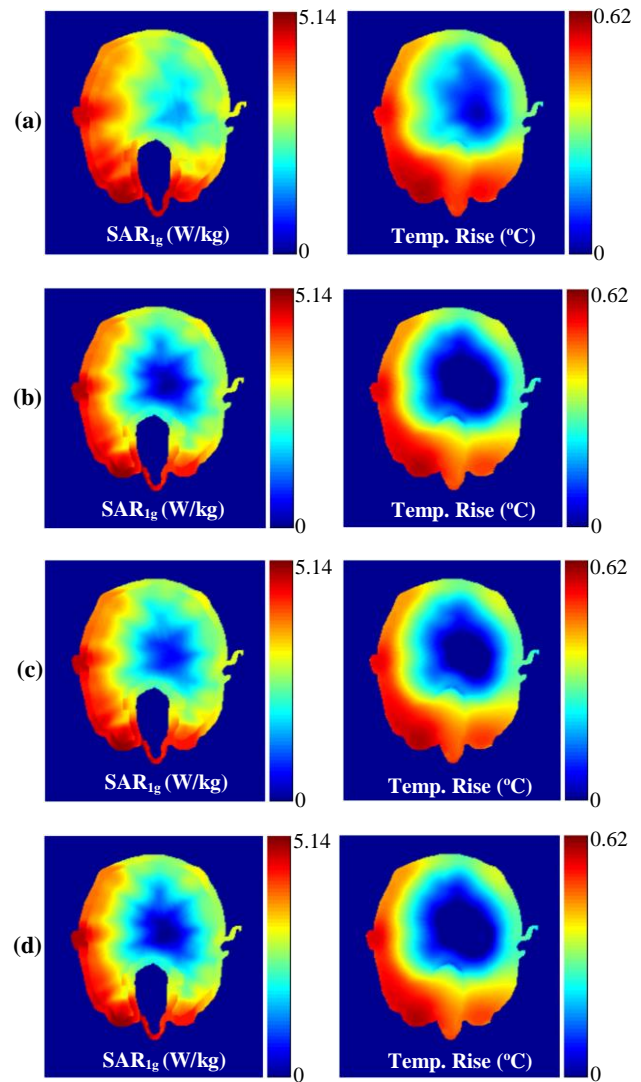 5.14
0.62
(a)
SAR1g (W/kg)
Temp. Rise (ºC)
0
0
5.14
0.62
(b)
SAR1g (W/kg)
Temp. Rise (ºC)
0
0
5.14
0.62
(c)
SAR1g (W/kg)
Temp. Rise (ºC)
0
0
5.14
0.62
(d)
SAR1g (W/kg)
Temp. Rise (ºC)
0
0